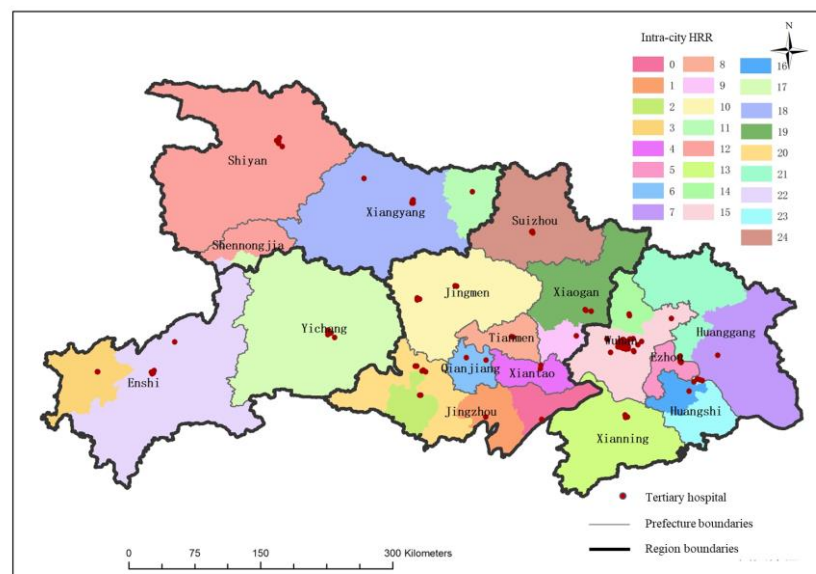 Intra-city HRR
N
0 8 16
1 9 17
2 10 18
3 11 19
4 12 20
5 13 21
6 14 22
7 15 23
24
Shiyan
Xiangyang
Suizhou
Shennongjia
Jingmen
Xiaogan
Yichang
Tianmen
Wuhan
Huanggang
Enshi
Qianjiang
Xiantao
Ezhou
Jingzhou
Huangshi
Xianning
Tertiary hospital
Prefecture boundaries
Region boundaries
0 75 150 300 Kilometers